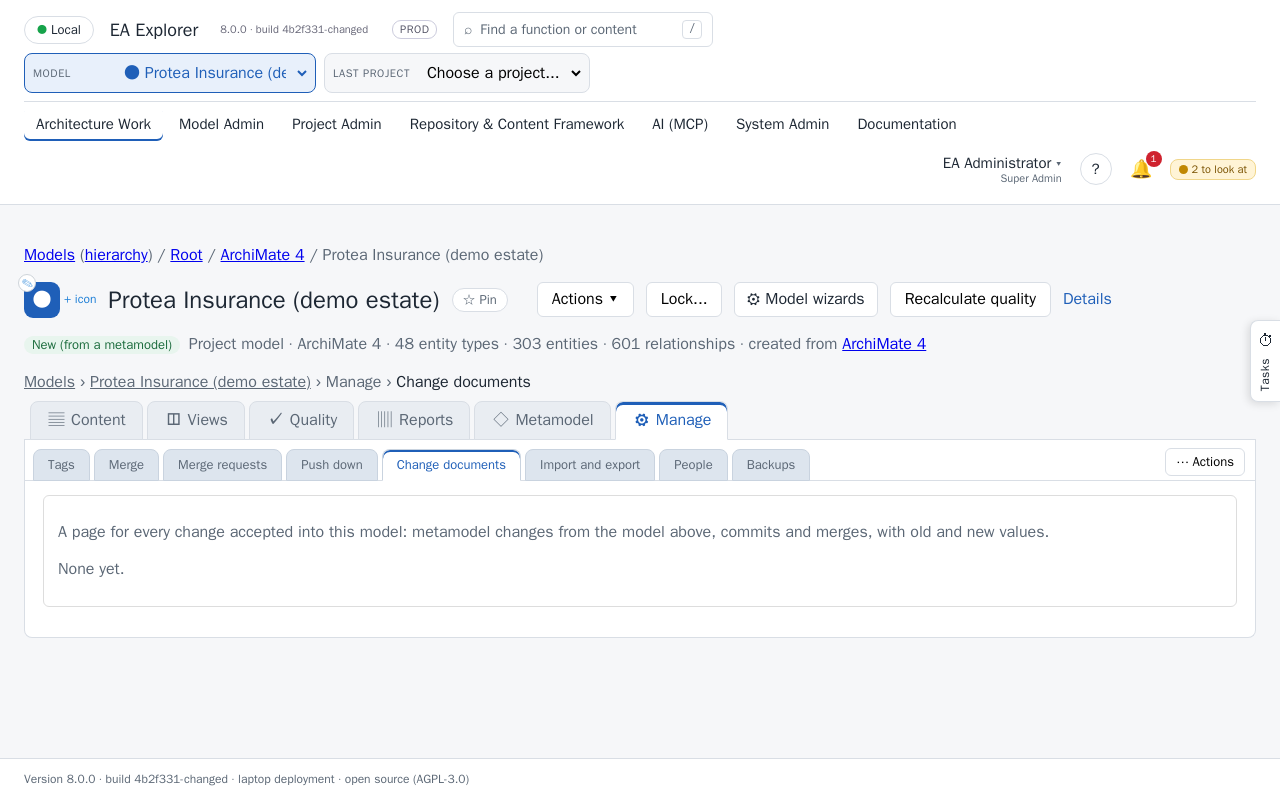 Local EA Explorer 8.0.0 · build 4b2f331-changed PROD Find a function or content /
MODEL Protea Insurance (de LAST PROJECT Choose a project...
Architecture Work Model Admin Project Admin Repository & Content Framework AI (MCP) System Admin Documentation
EA Administrator
Super Admin
? 1 2 to look at
Models (hierarchy) / Root / ArchiMate 4 / Protea Insurance (demo estate)
+ icon Protea Insurance (demo estate) ☆ Pin Actions ▾ Lock... ⚙ Model wizards Recalculate quality Details
New (from a metamodel) Project model · ArchiMate 4 · 48 entity types · 303 entities · 601 relationships · created from ArchiMate 4
Models › Protea Insurance (demo estate) › Manage › Change documents
Content Views ✓ Quality Reports ◇ Metamodel ⚙ Manage
Tags Merge Merge requests Push down Change documents Import and export People Backups ··· Actions
A page for every change accepted into this model: metamodel changes from the model above, commits and merges, with old and new values.
None yet.
Tasks
Version 8.0.0 · build 4b2f331-changed · laptop deployment · open source (AGPL-3.0)